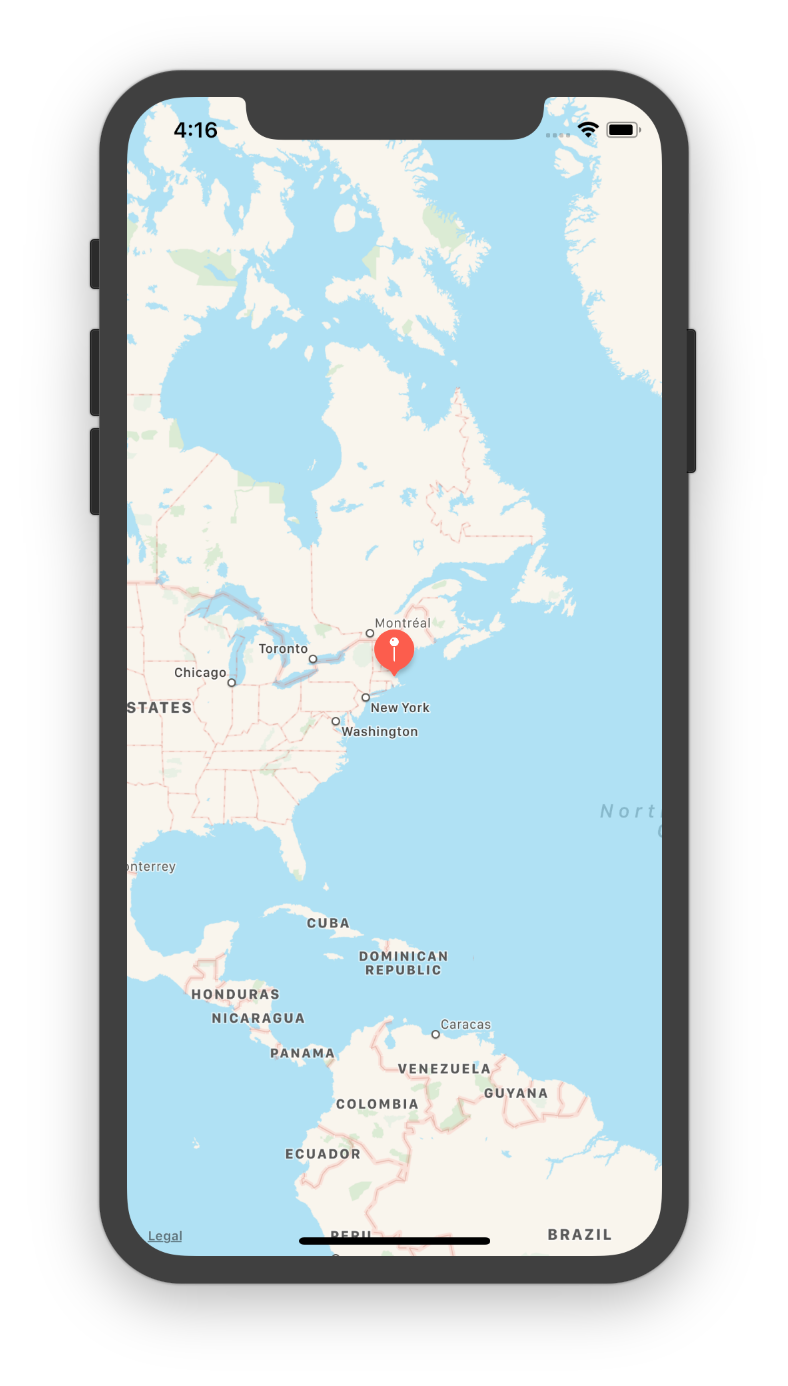 4:16
Montréal
Toronto
Chicago
STATES
New York
Washington
Nort
onterrey
CUBA
DOMINICAN
REPUBLIC
HONDURAS
NICARAGUA
Caracas
PANAMA
VENEZUELA
GUYANA
COLOMBIA
ECUADOR
PERU
BRAZIL
Legal